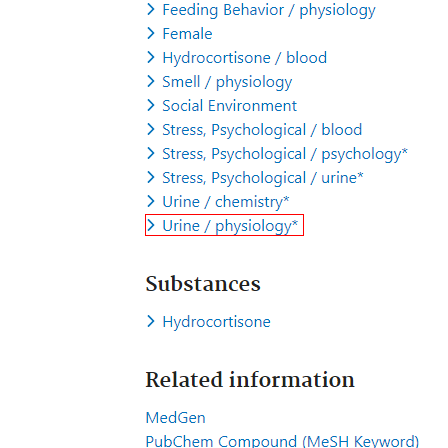 Feeding Behavior / physiology
Female
Hydrocortisone / blood
Smell / physiology
Social Environment
Stress, Psychological / blood
Stress, Psychological / psychology*
Stress, Psychological / urine*
Urine / chemistry*
Urine / physiology*
Substances
Hydrocortisone
Related information
MedGen
PubChem Compound (MeSH Keyword)